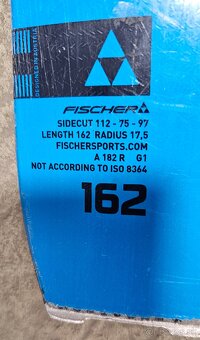 DESIGNED IN AUSTRIA
FISCHER
SIDECUT 112 - 75 - 97
LENGTH 162 RADIUS 17,5
FISCHERSPORTS.COM
A 182 R G1
NOT ACCORDING TO ISO 8364
162